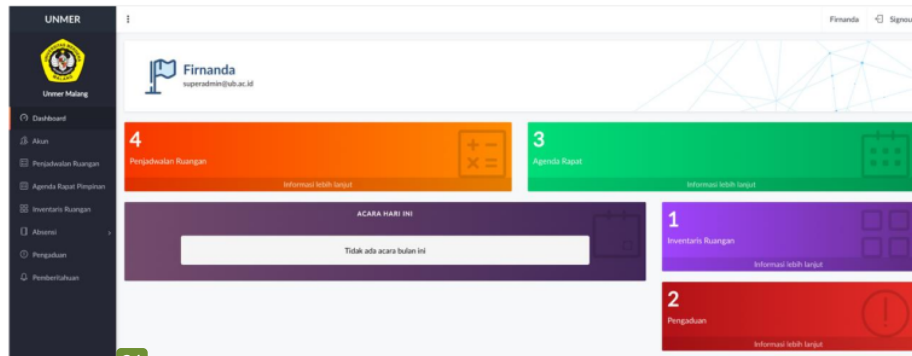 UNMER
Firnanda
Signou
Unmer Malang
Firnanda
superadmin@ub.ac.id
Dashboard
Akun
Penjadwalan Ruangan
Agenda Rapat Pimpinan
Inventaris Ruangan
Absensi
Pengaduan
Pemberitahuan
4
Penjadwalan Ruangan
Informasi lebih lanjut
3
Agenda Rapat
Informasi lebih lanjut
ACARA HARI INI
Tidak ada acara bulan ini
1
Inventaris Ruangan
Informasi lebih lanjut
2
Pengaduan
Informasi lebih lanjut